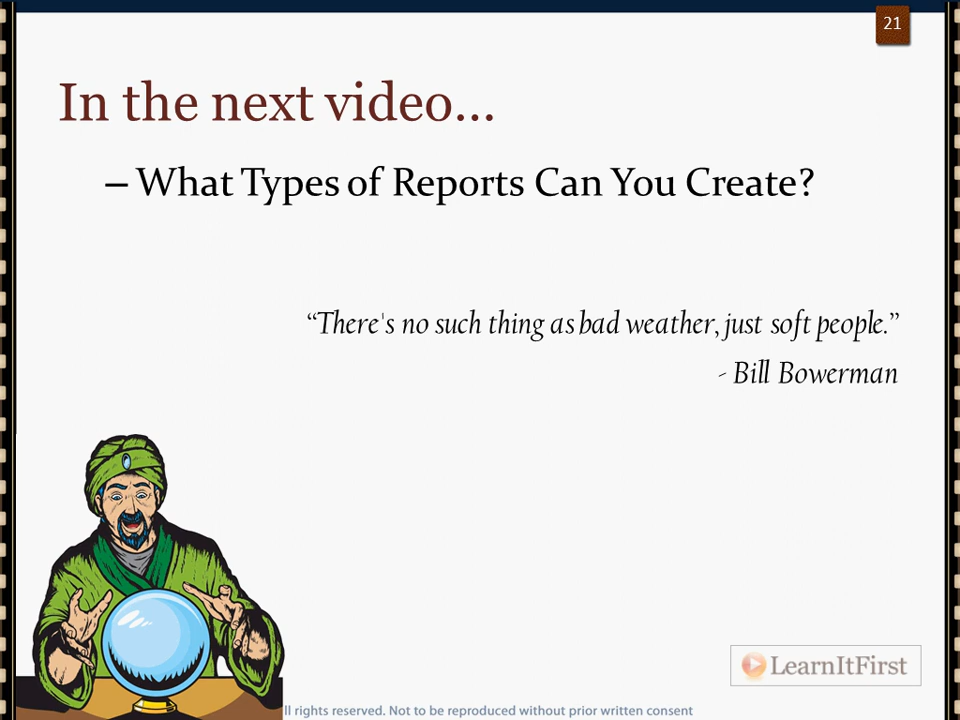 21
In the next video...
– What Types of Reports Can You Create?
“There's no such thing as bad weather, just soft people.”
- Bill Bowerman
LearnItFirst
ll rights reserved. Not to be reproduced without prior written consent